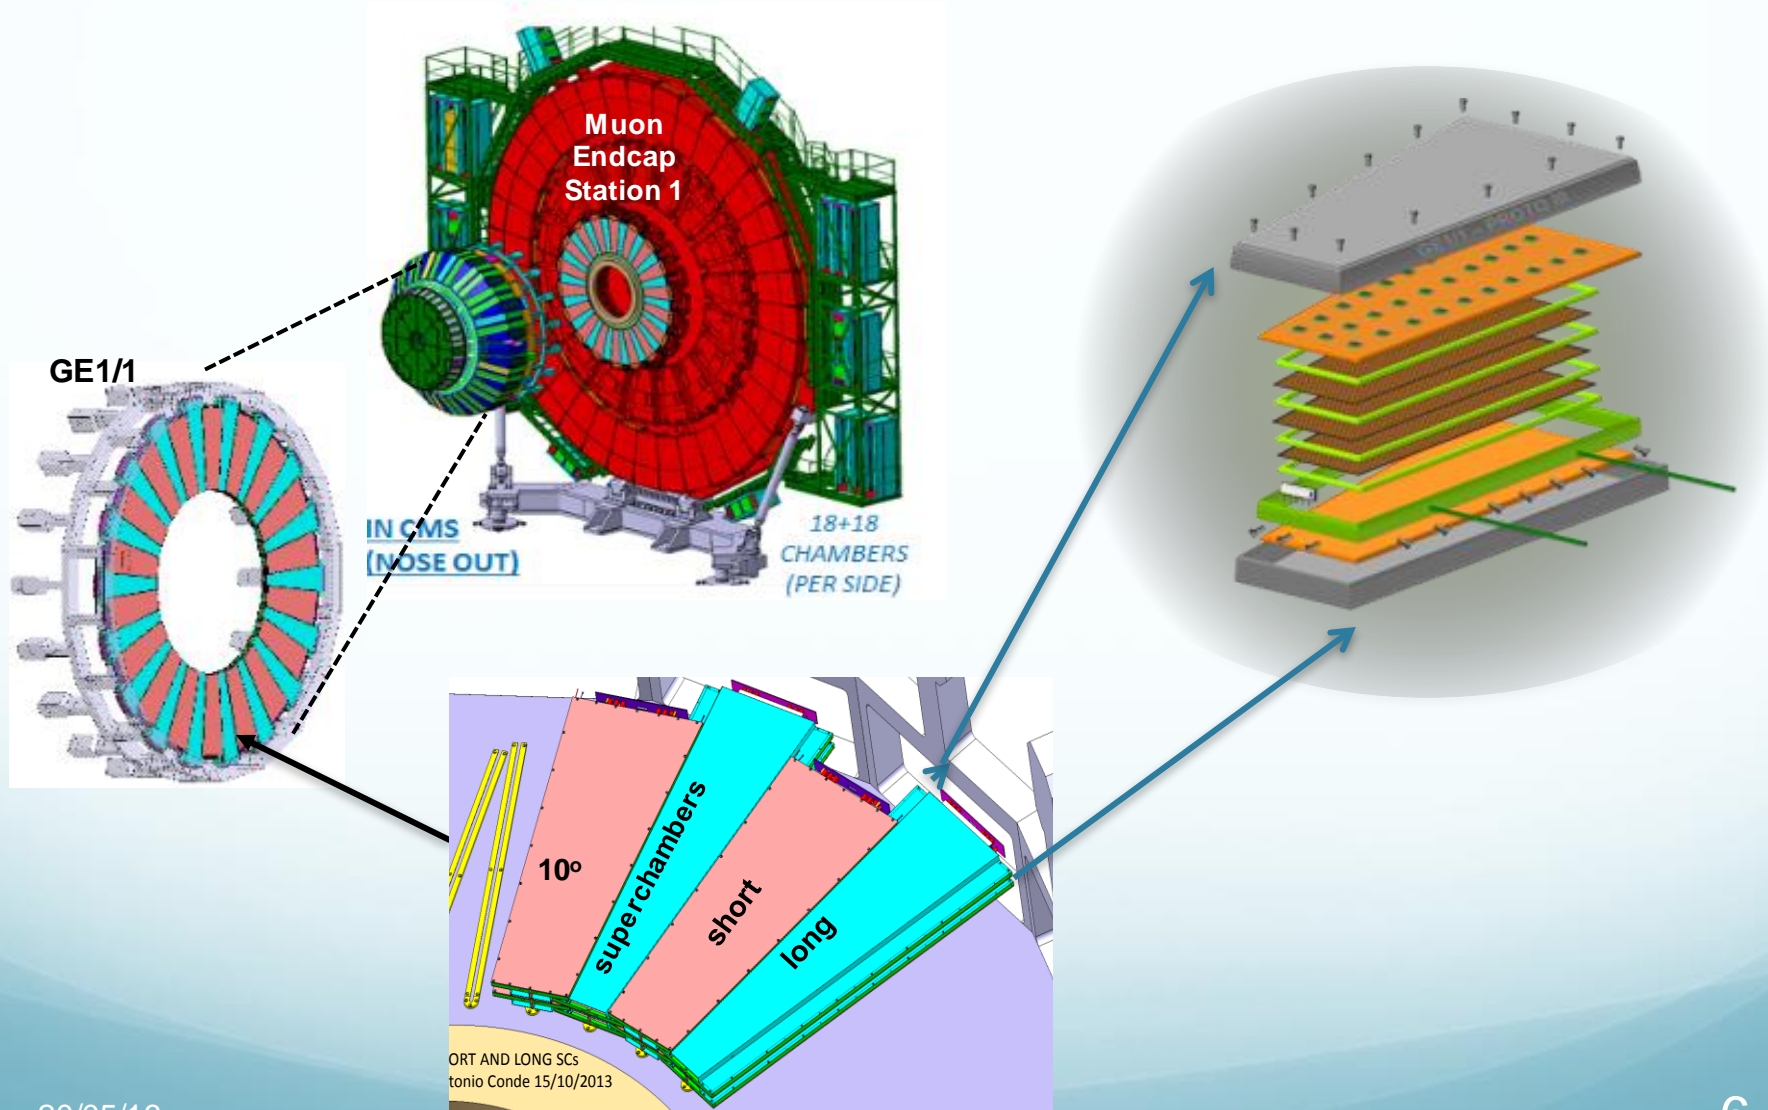 Muon
Endcap
Station 1
GE1/1
IN CMS
(NOSE OUT)
18+18
CHAMBERS
(PER SIDE)
10º
superchambers
short
long
ORT AND LONG SCs
tonio Conde 15/10/2013